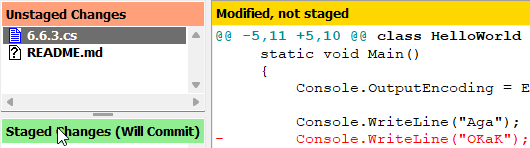 Unstaged Changes
6.6.3.cs
README.md
Staged Changes (Will Commit)
Modified, not staged
@@ -5,11 +5,10 @@ class HelloWorld
static void Main()
{
Console.OutputEncoding = E
Console.WriteLine("Aga");
- Console.WriteLine("OKaK");